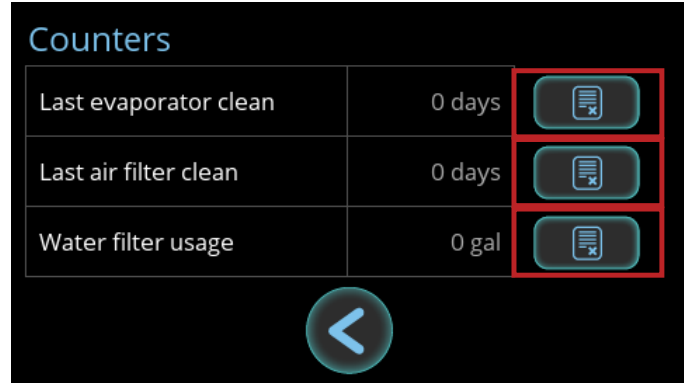 Counters
Last evaporator clean 0 days
Last air filter clean 0 days
Water filter usage 0 gal